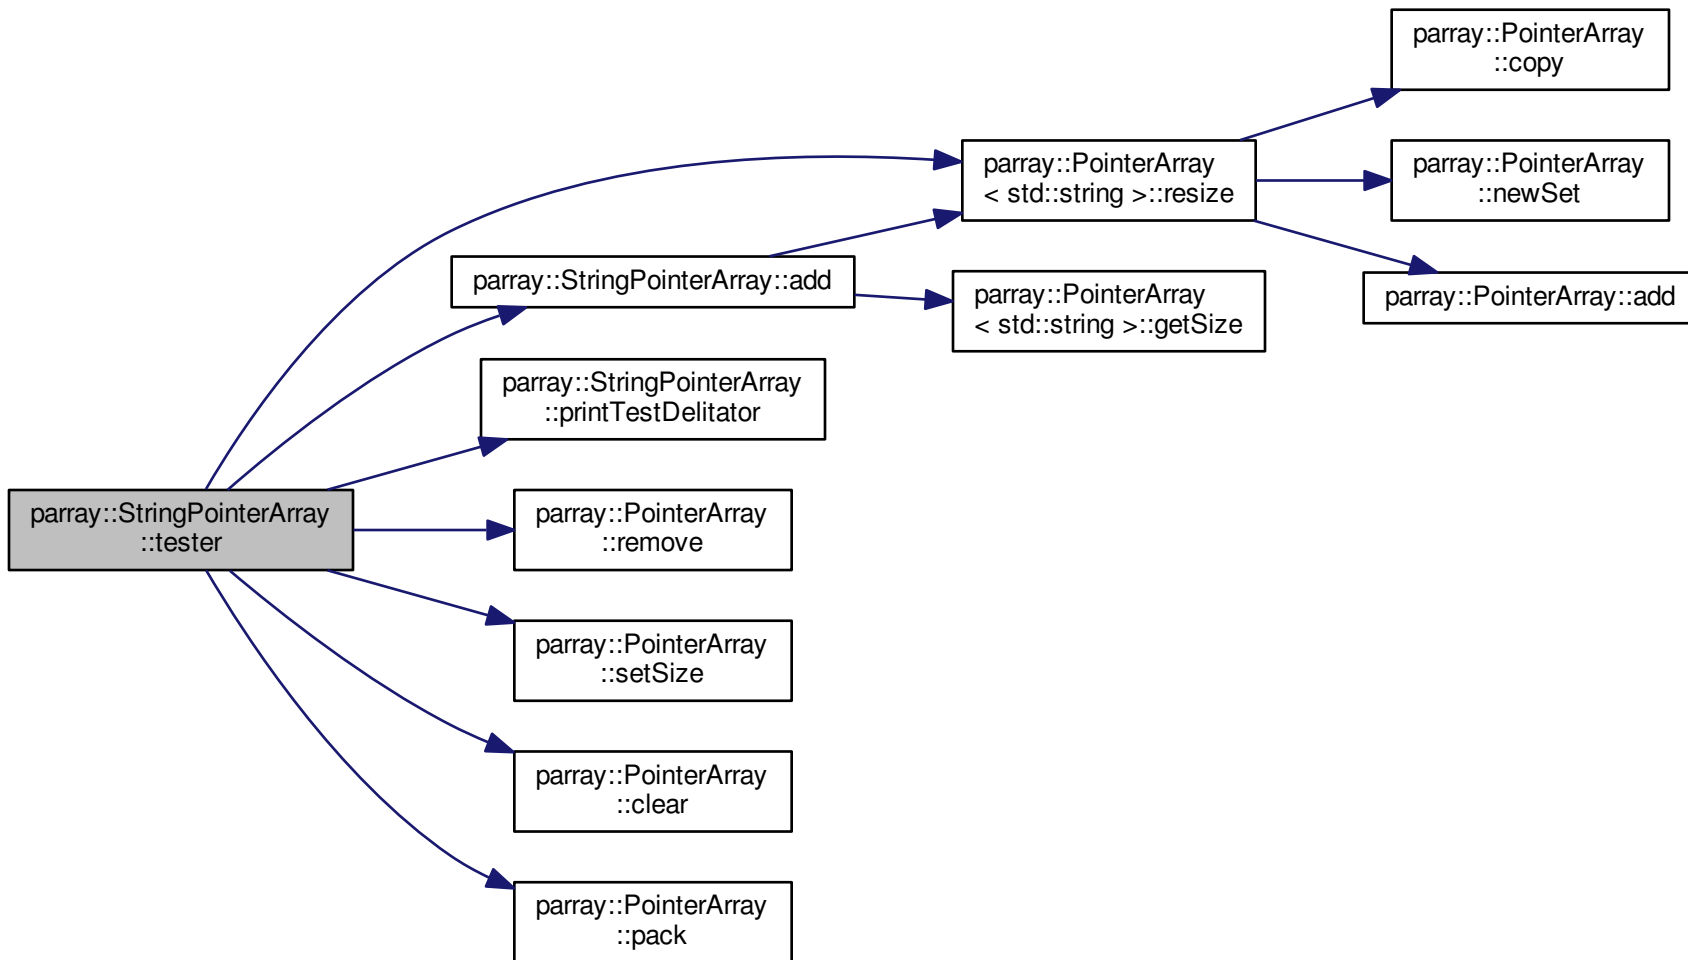 parray::PointerArray
::copy
parray::PointerArray
< std::string >::resize
parray::PointerArray
::newSet
parray::StringPointerArray::add
parray::PointerArray
< std::string >::getSize
parray::PointerArray::add
parray::StringPointerArray
::printTestDelitator
parray::StringPointerArray
::tester
parray::PointerArray
::remove
parray::PointerArray
::setSize
parray::PointerArray
::clear
parray::PointerArray
::pack